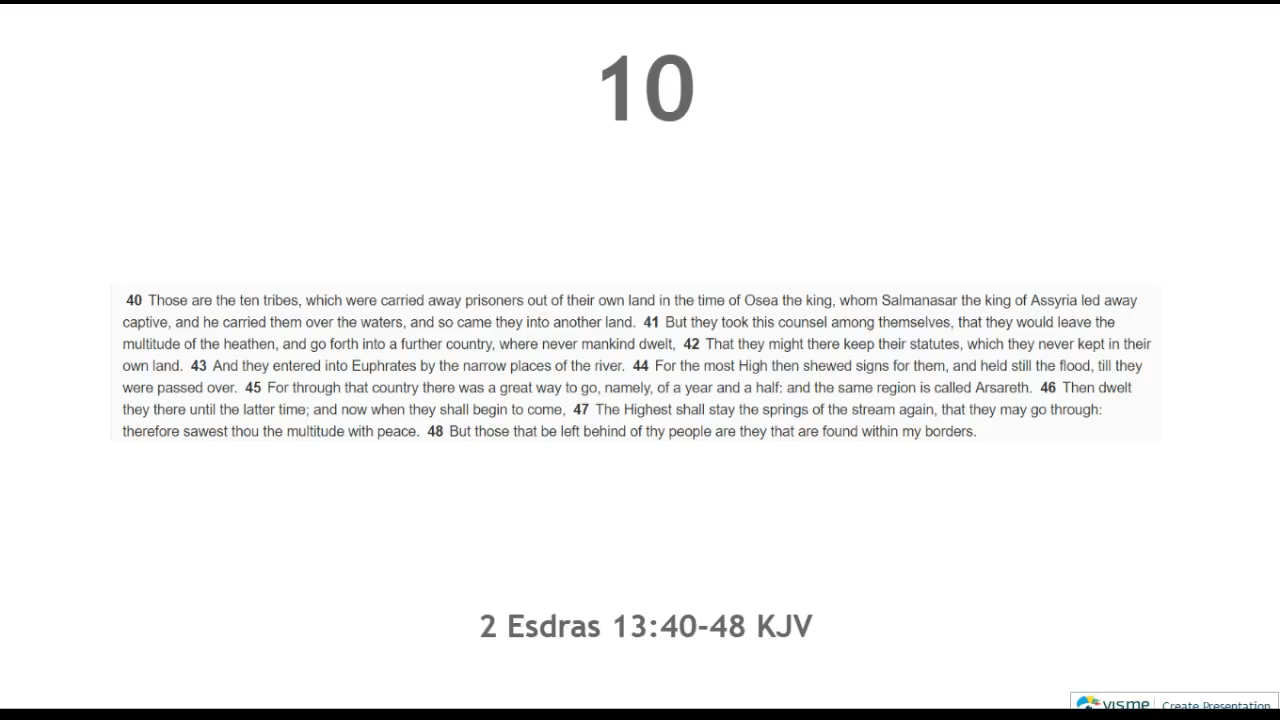 10
40 Those are the ten tribes, which were carried away prisoners out of their own land in the time of Osea the king, whom Salmanasar the king of Assyria led away
captive, and he carried them over the waters, and so came they into another land. 41 But they took this counsel among themselves, that they would leave the
multitude of the heathen, and go forth into a further country, where never mankind dwelt, 42 That they might there keep their statutes, which they never kept in their
own land. 43 And they entered into Euphrates by the narrow places of the river. 44 For the most High then shewed signs for them, and held still the flood, till they
were passed over. 45 For through that country there was a great way to go, namely, of a year and a half: and the same region is called Arsareth. 46 Then dwelt
they there until the latter time; and now when they shall begin to come, 47 The Highest shall stay the springs of the stream again, that they may go through:
therefore sawest thou the multitude with peace. 48 But those that be left behind of thy people are they that are found within my borders.
2 Esdras 13:40-48 KJV
visme Create Presentation